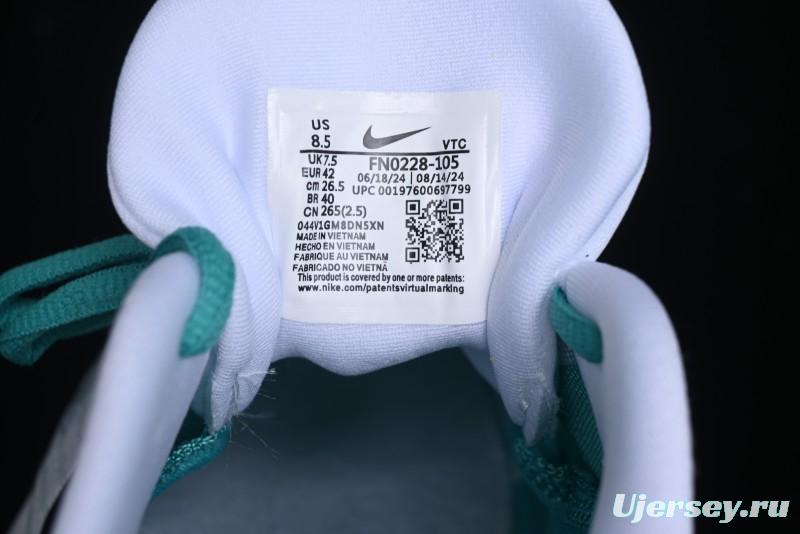 US
8.5
VTC
UK 7.5
FN0228-105
EUR 42
06/18/24 | 08/14/24
cm 26.5
UPC 00197600697799
BR 40
CN 265(2.5)
044V1GM8DN5XN
MADE IN VIETNAM
HECHO EN VIETNAM
FABRIQUE AU VIETNAM
FABRICADO NO VIETNÃ
This product is covered by one or more patents:
www.nike.com/patentsvirtualmarking
Ujersey.ru